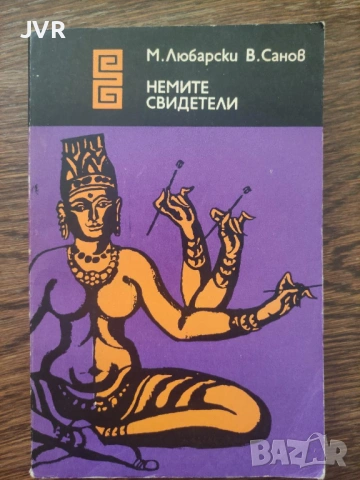 JVR
М. Любарски В. Санов
НЕМИТЕ
СВИДЕТЕЛИ
BAZAR